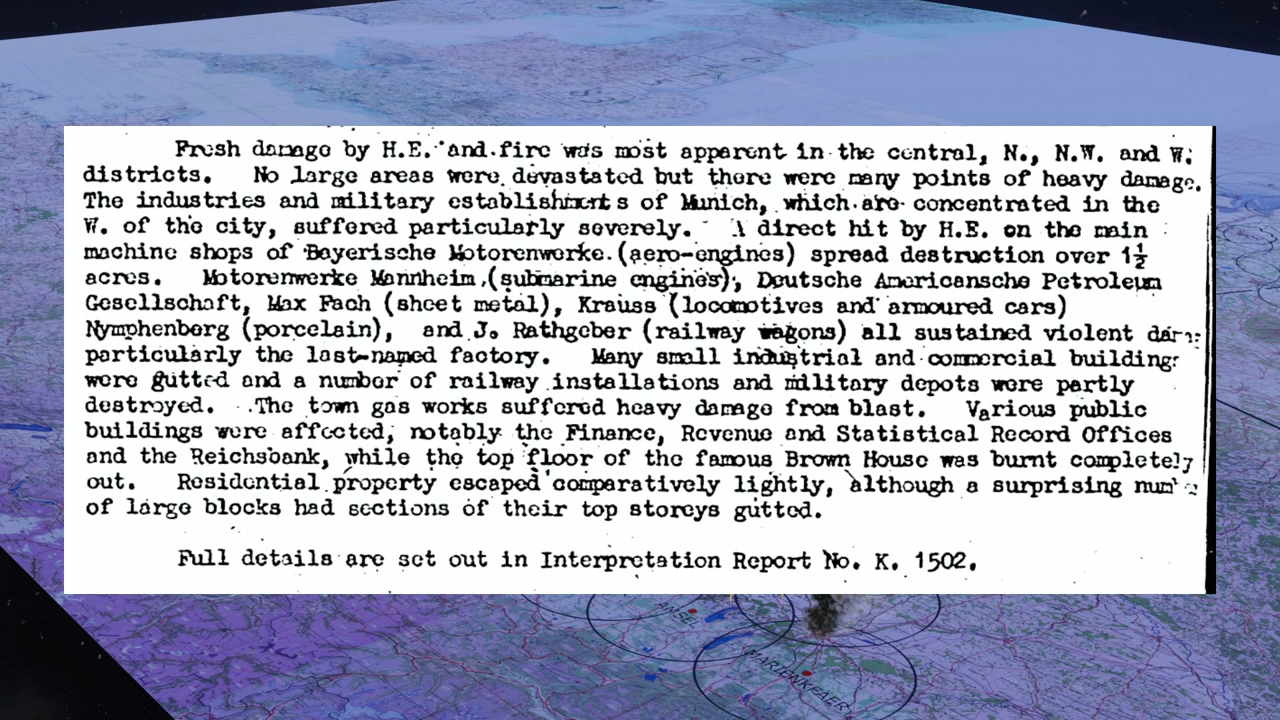 Fresh damage by H.E. and fire was most apparent in the central, N., N.W. and W.
districts. No large areas were devastated but there were many points of heavy damage.
The industries and military establishments of Munich, which are concentrated in the
W. of the city, suffered particularly severely. A direct hit by H.E. on the main
machine shops of Bayerische Motorenwerke (aero-engines) spread destruction over 1½
acres. Motorenwerke Mannheim (submarine engines), Deutsche Americansche Petroleum
Gesellschaft, Max Fach (sheet metal), Krauss (locomotives and armoured cars)
Nymphenberg (porcelain), and J. Rathgeber (railway wagons) all sustained violent
particularly the last-named factory. Many small industrial and commercial buildings
were gutted and a number of railway installations and military depots were partly
destroyed. The town gas works suffered heavy damage from blast. Various public
buildings were affected, notably the Finance, Revenue and Statistical Record Offices
and the Reichsbank, while the top floor of the famous Brown House was burnt completely
out. Residential property escaped comparatively lightly, although a surprising
of large blocks had sections of their top storeys gutted.
Full details are set out in Interpretation Report No. K. 1502.